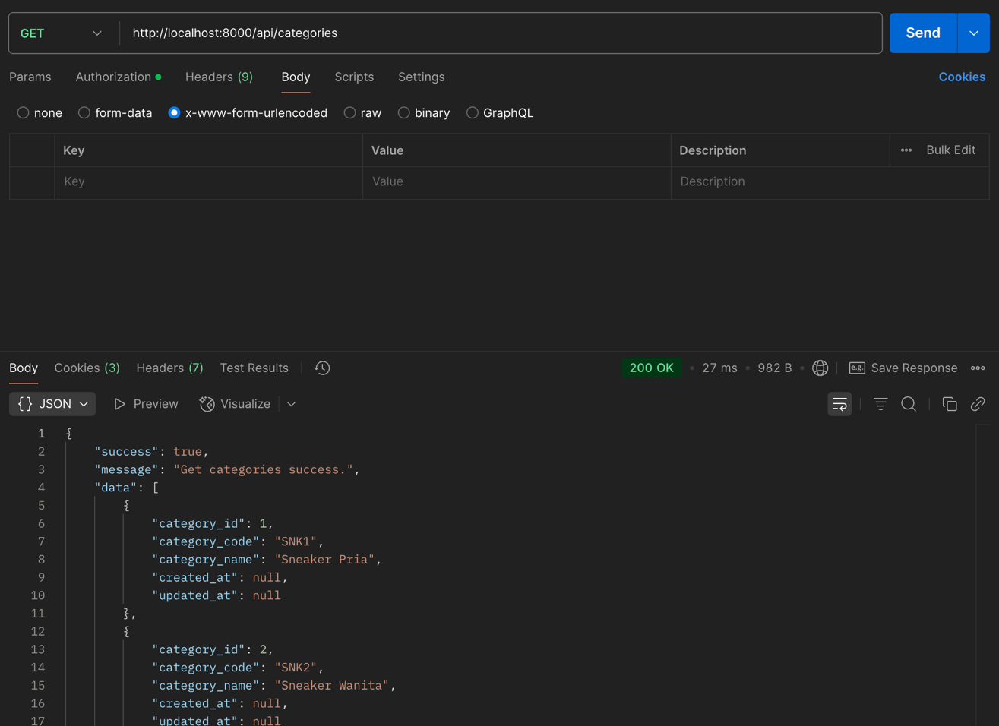 GET http://localhost:8000/api/categories Send
Params Authorization Headers (9) Body Scripts Settings Cookies
none form-data x-www-form-urlencoded raw binary GraphQL
Key Value Description Bulk Edit
Key Value Description
Body Cookies (3) Headers (7) Test Results 200 OK • 27 ms • 982 B • e.g. Save Response
{} JSON Preview Visualize
1 {
2 "success": true,
3 "message": "Get categories success.",
4 "data": [
5 {
6 "category_id": 1,
7 "category_code": "SNK1",
8 "category_name": "Sneaker Pria",
9 "created_at": null,
10 "updated_at": null
11 },
12 {
13 "category_id": 2,
14 "category_code": "SNK2",
15 "category_name": "Sneaker Wanita",
16 "created_at": null,
17 "updated_at": null